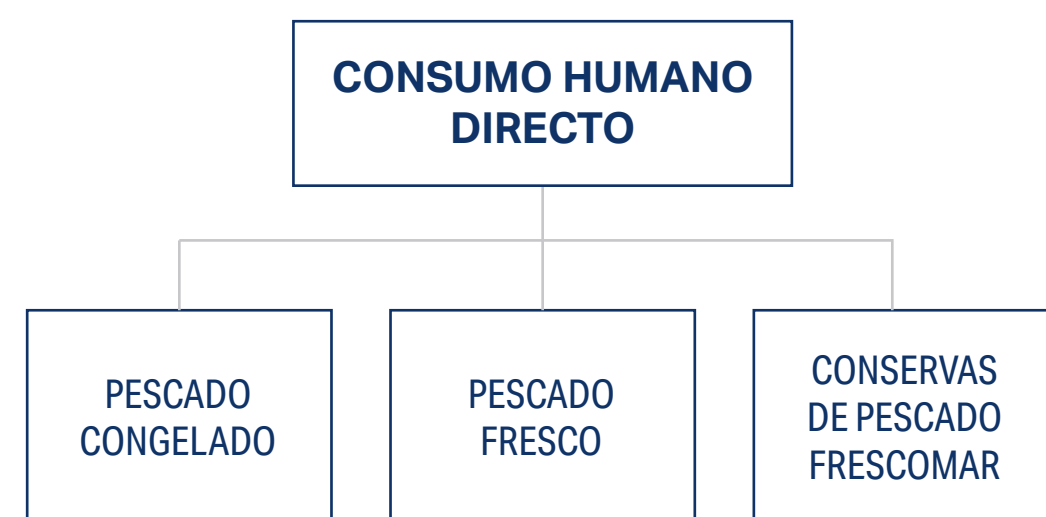 CONSUMO HUMANO
DIRECTO
PESCADO
CONGELADO
PESCADO
FRESCO
CONSERVAS
DE PESCADO
FRESCOMAR